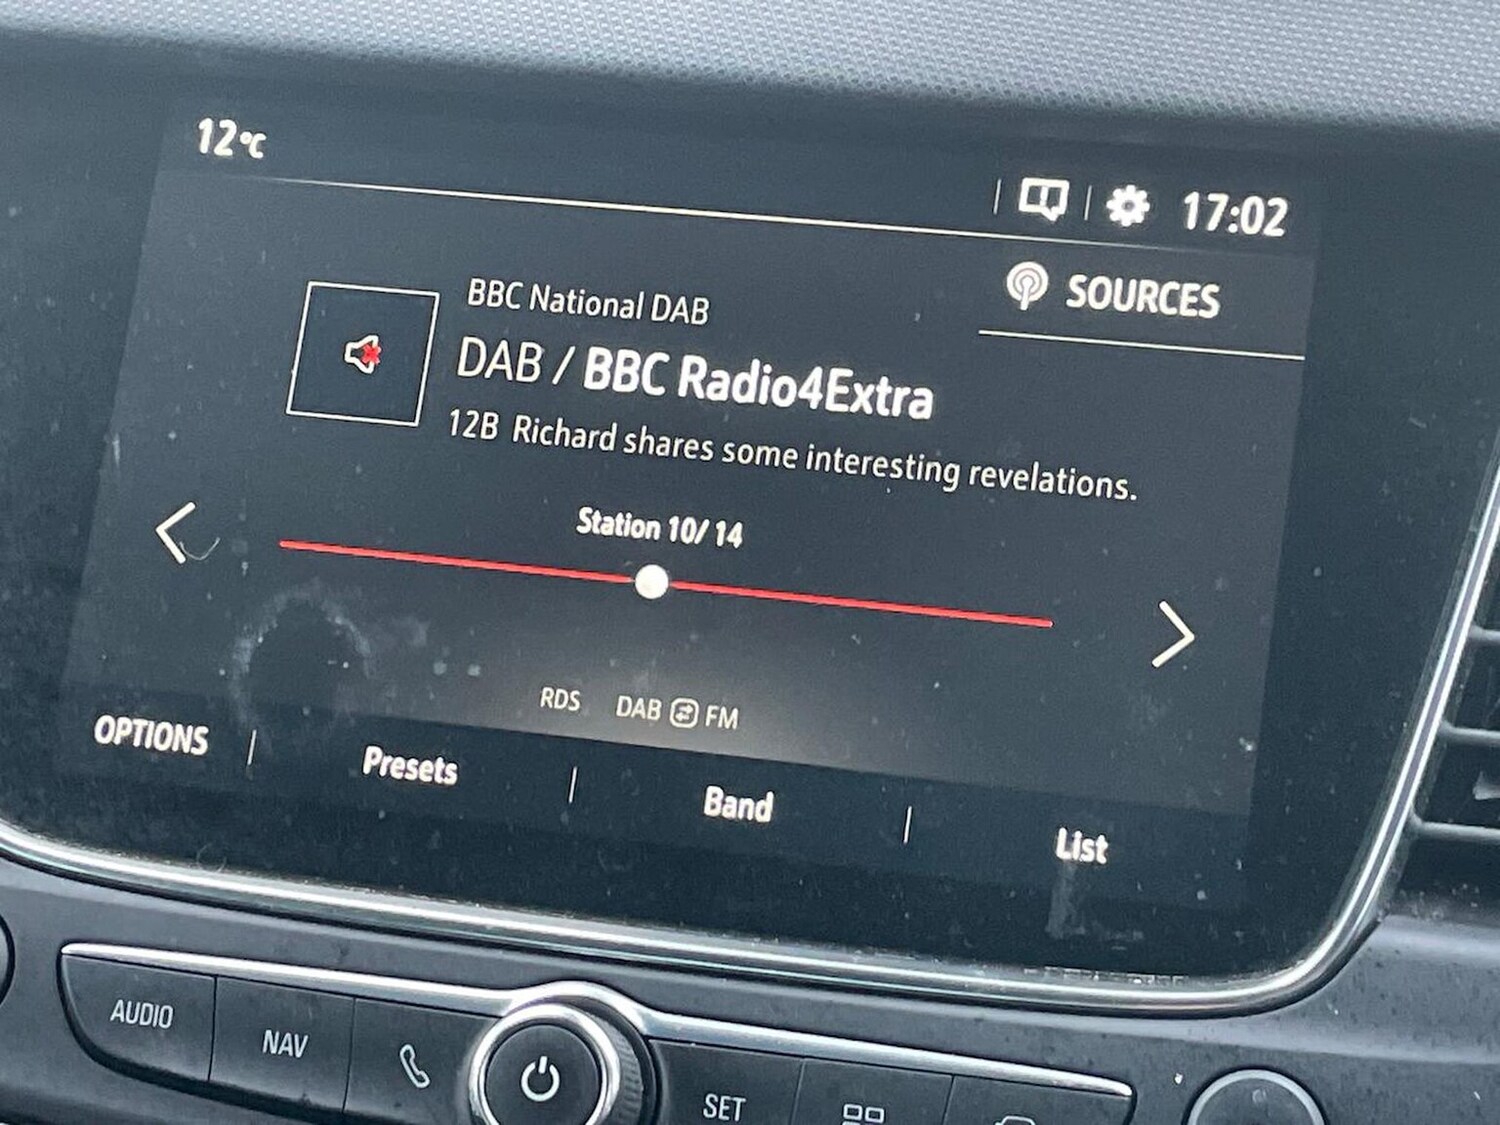 12°C
17:02
SOURCES
BBC National DAB
DAB / BBC Radio4Extra
12B Richard shares some interesting revelations.
Station 10/ 14
RDS DAB FM
OPTIONS Presets Band List
AUDIO NAV SET